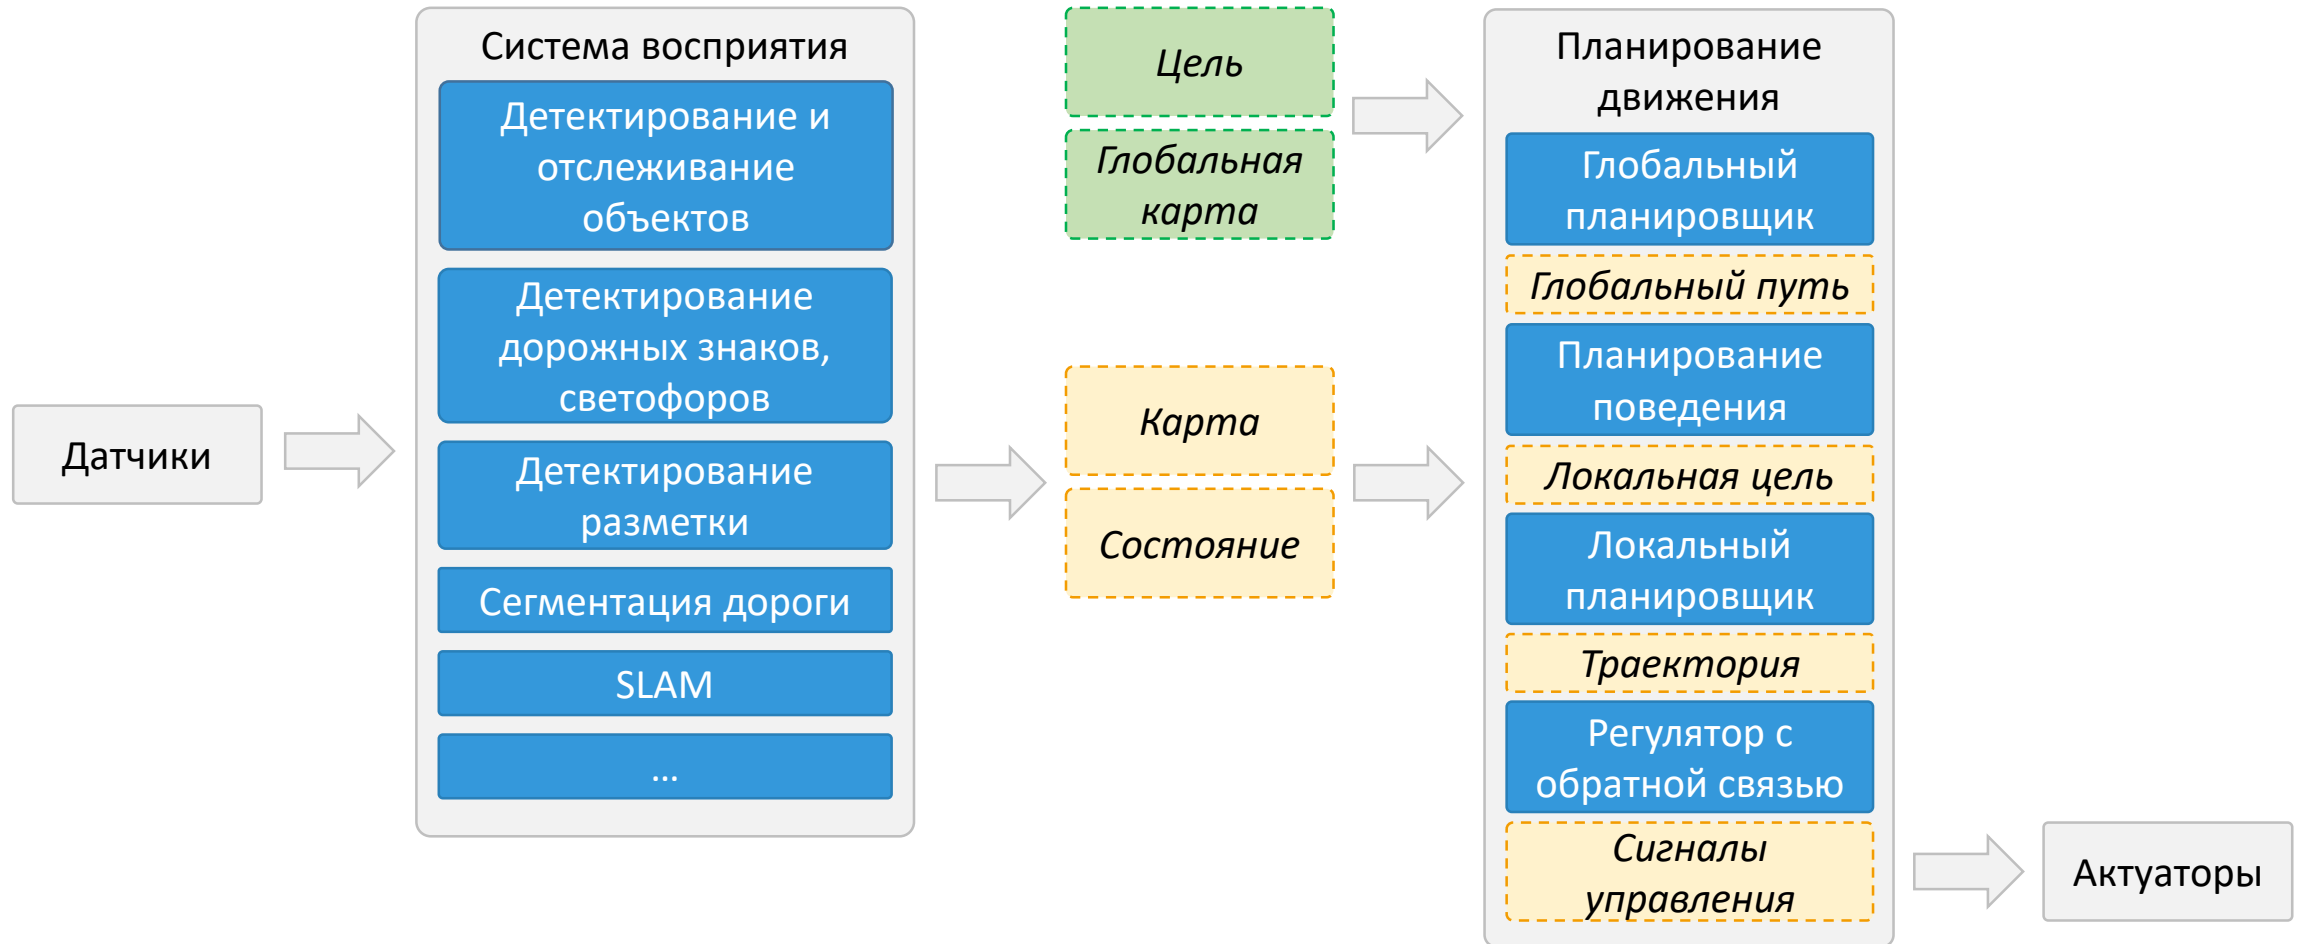 Датчики
Система восприятия
Детектирование и
отслеживание
объектов
Детектирование
дорожных знаков,
светофоров
Детектирование
разметки
Сегментация дороги
SLAM
...
Цель
Глобальная
карта
Карта
Состояние
Планирование
движения
Глобальный
планировщик
Глобальный путь
Планирование
поведения
Локальная цель
Локальный
планировщик
Траектория
Регулятор с
обратной связью
Сигналы
управления
Актуаторы